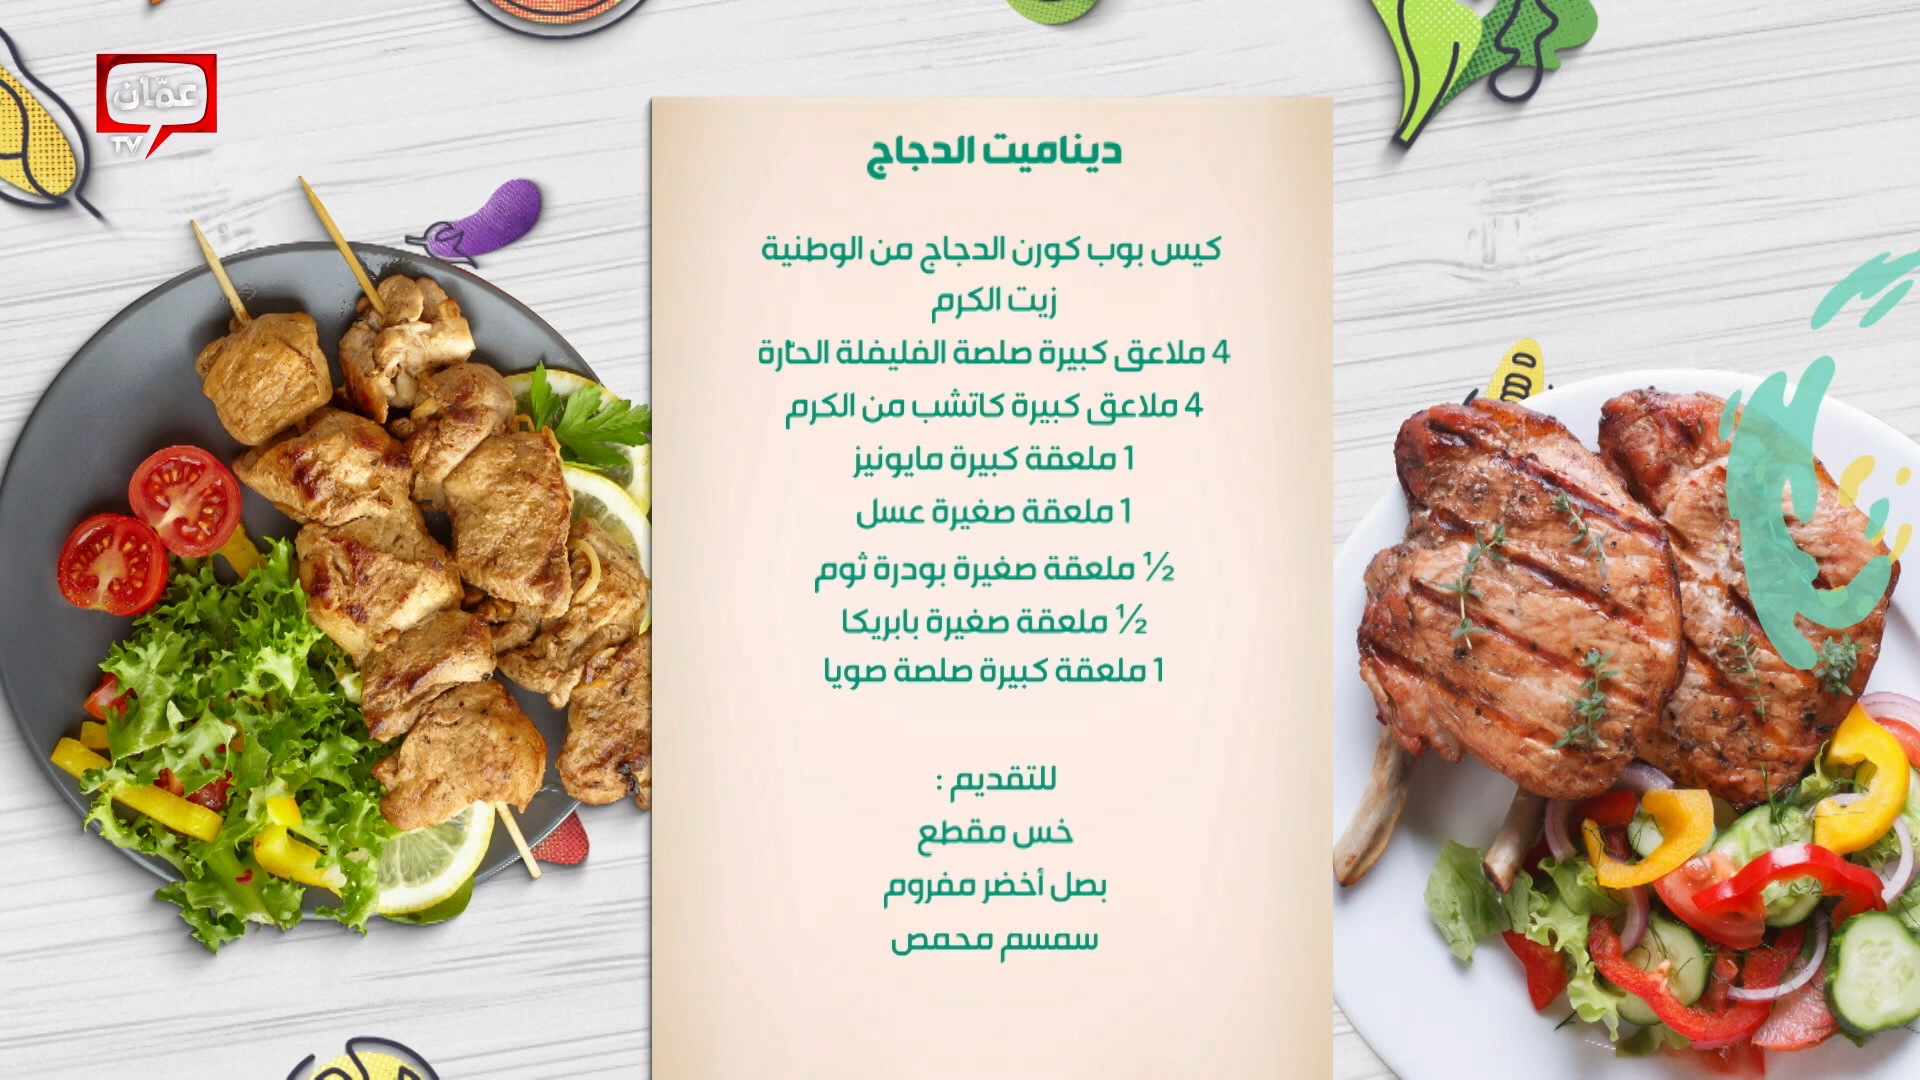 عمّان
TV
ديناميت الدجاج
كيس بوب كورن الدجاج من الوطنية
زيت الكرم
4 ملاعق كبيرة صلصة الفليفلة الحارة
4 ملاعق كبيرة كاتشب من الكرم
1 ملعقة كبيرة مايونيز
1 ملعقة صغيرة عسل
½ ملعقة صغيرة بودرة ثوم
½ ملعقة صغيرة بابريكا
1 ملعقة كبيرة صلصة صويا
للتقديم :
خس مقطع
بصل أخضر مفروم
سمسم محمص